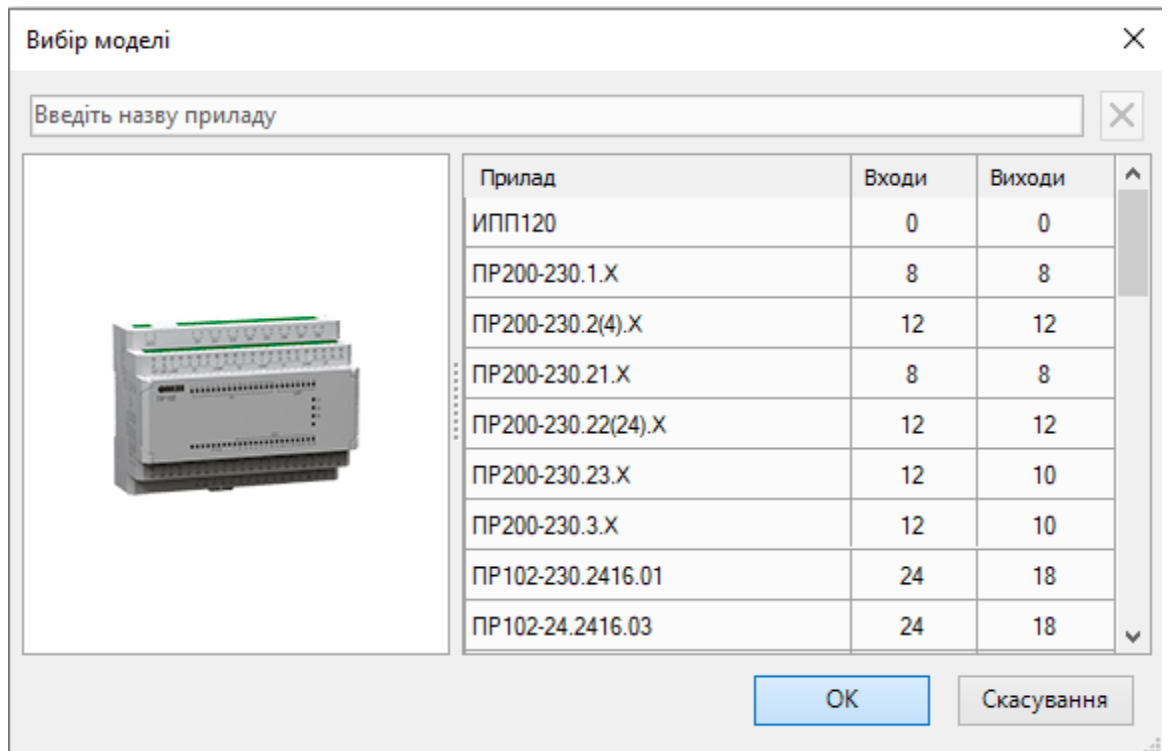 Вибір моделі
Введіть назву приладу
Прилад Входи Виходи
ИПП120 0 0
ПР200-230.1.Х 8 8
ПР200-230.2(4).Х 12 12
ПР200-230.21.Х 8 8
ПР200-230.22(24).Х 12 12
ПР200-230.23.Х 12 10
ПР200-230.3.Х 12 10
ПР102-230.2416.01 24 18
ПР102-24.2416.03 24 18
OK Скасування